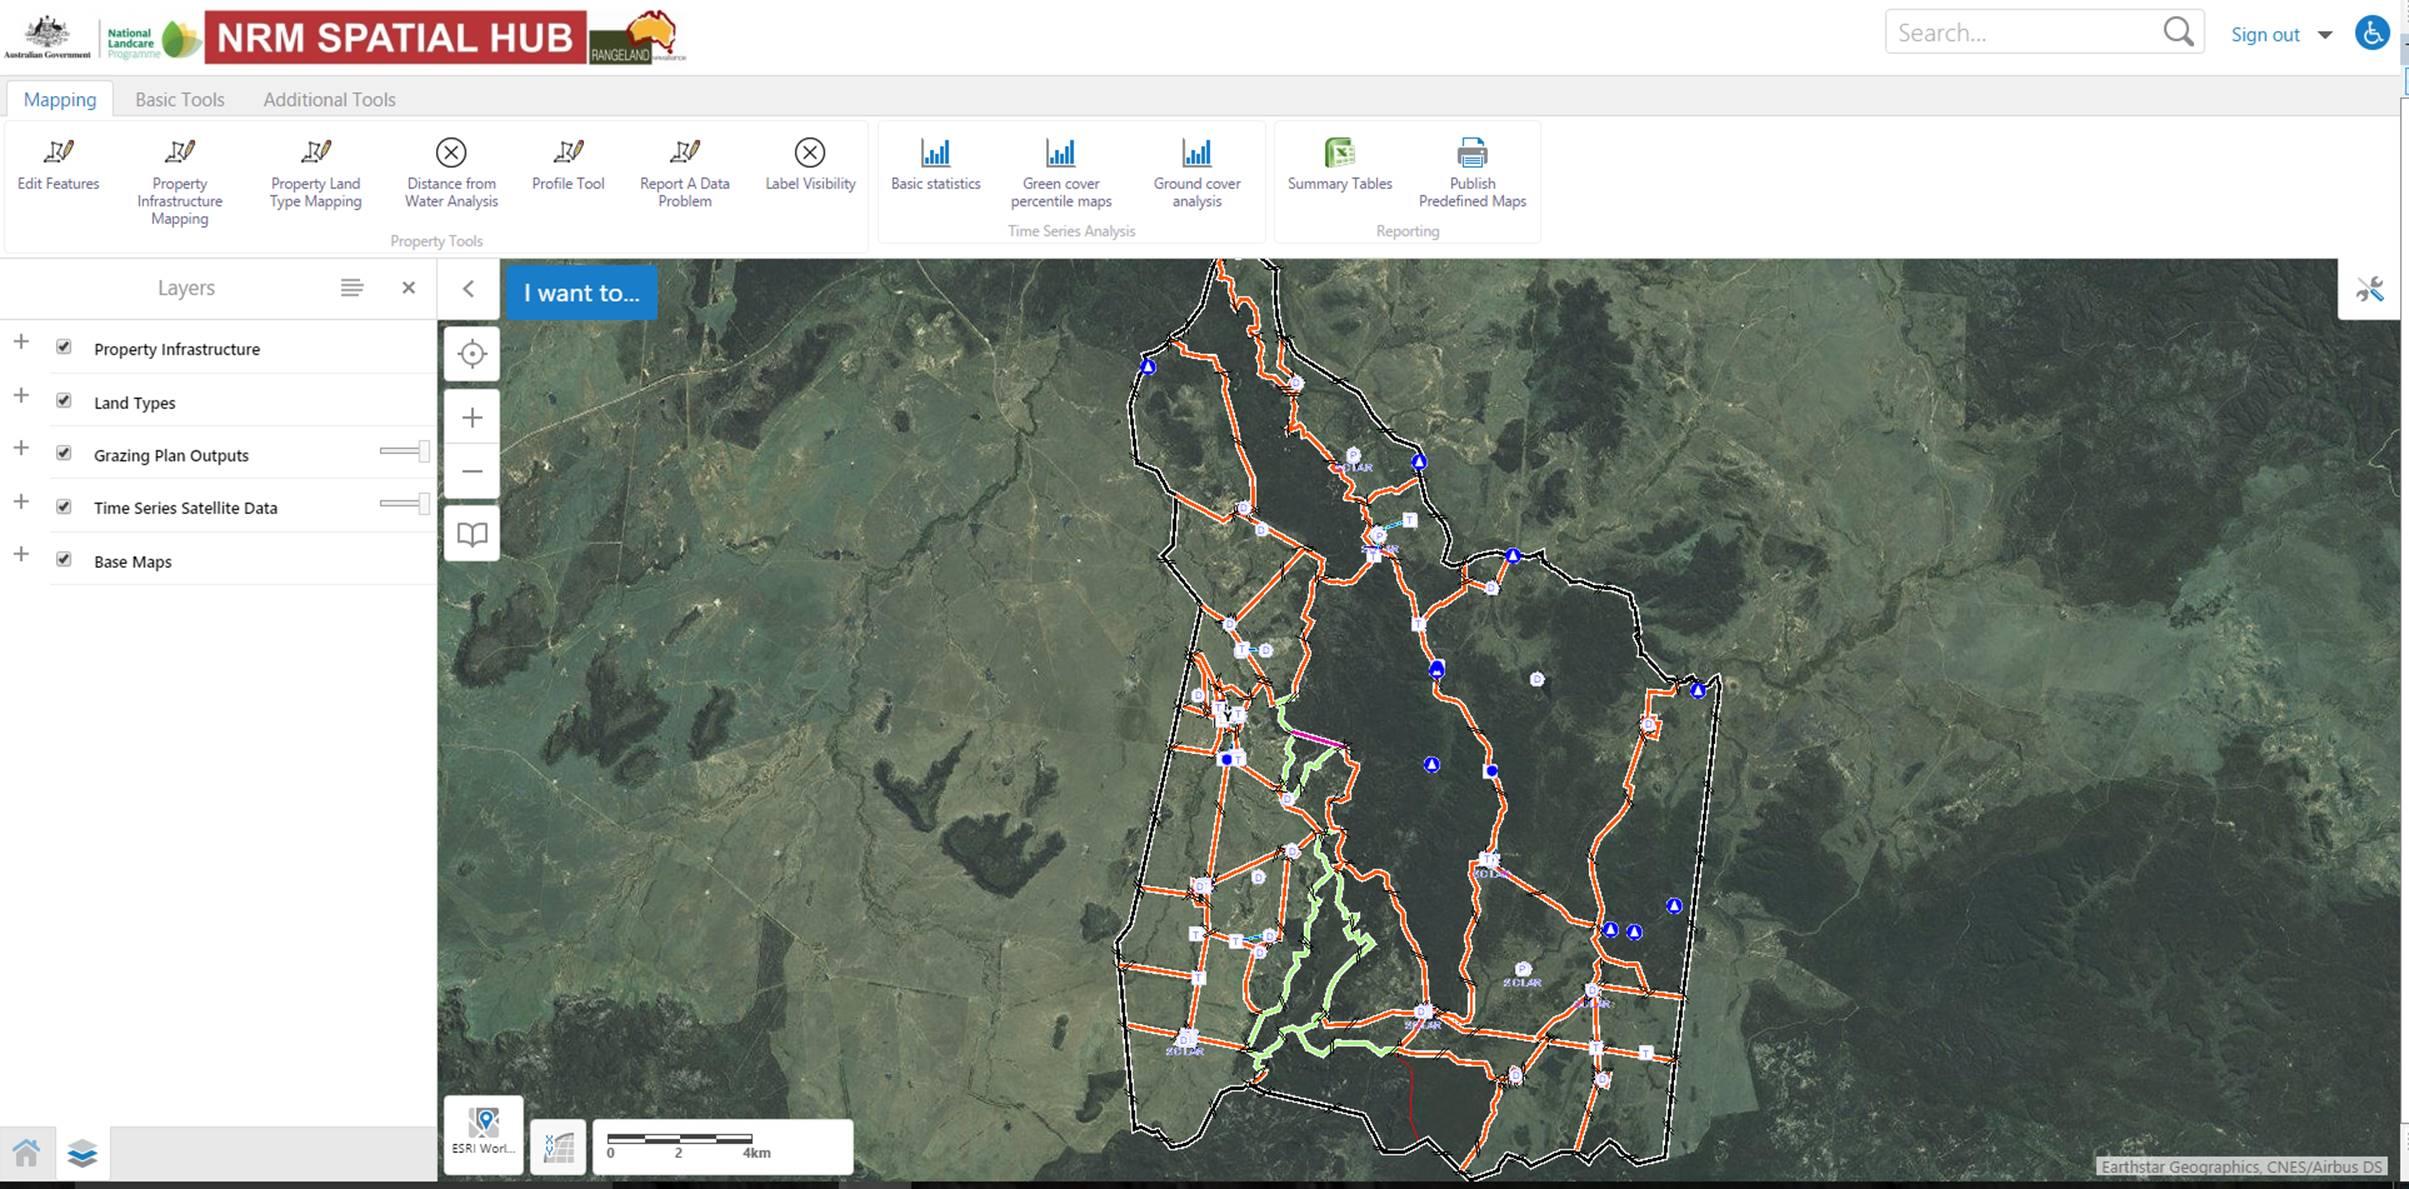 Australian Government
National
Landcare
Programme
NRM SPATIAL HUB
RANGELAND
Search...
Sign out
Mapping
Basic Tools
Additional Tools
Edit Features
Property
Infrastructure
Mapping
Property Land
Type Mapping
Distance from
Water Analysis
Profile Tool
Report A Data
Problem
Label Visibility
Property Tools
Basic statistics
Green cover
percentile maps
Ground cover
analysis
Time Series Analysis
Summary Tables
Publish
Predefined Maps
Reporting
Layers
I want to...
Property Infrastructure
Land Types
Grazing Plan Outputs
Time Series Satellite Data
Base Maps
D
P
D
D
P
T
T
D
D
T
T
D
D
D
T
T
D
T
D
D
T
D
D
D
T
T
D
D
T
P
SOLAR
D
D
SOLAR
D
SOLAR
T
T
D
D
ESRI Worl...
0 2 4km
Earthstar Geographics, CNES/Airbus DS